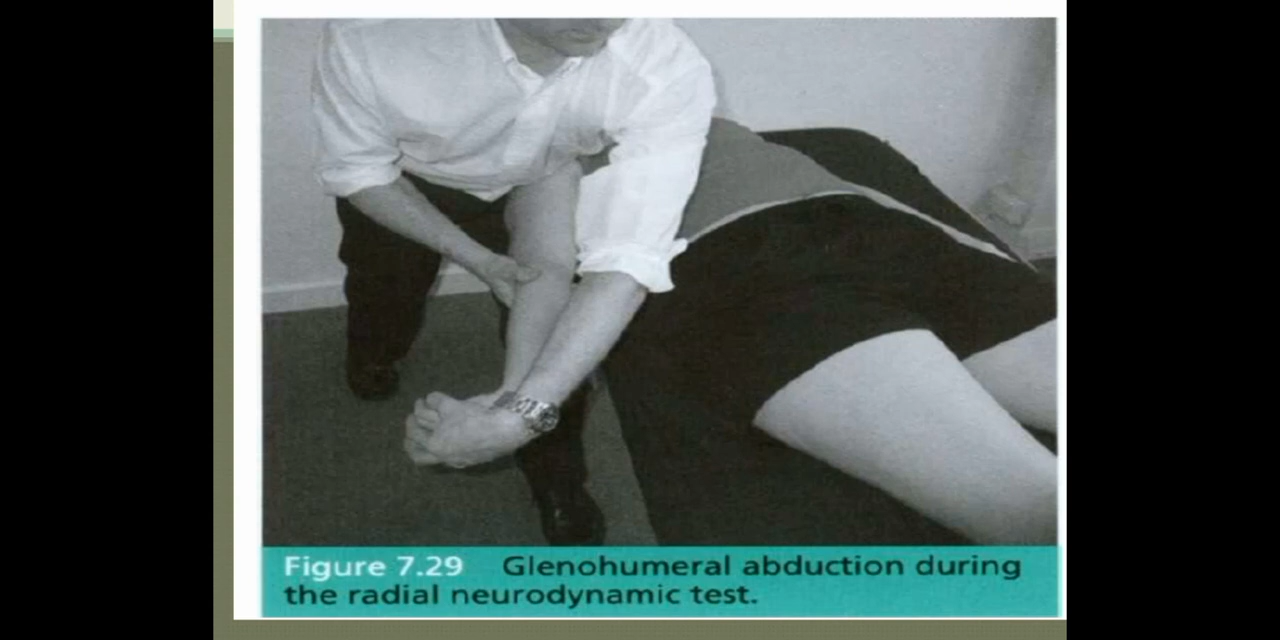 Figure 7.29 Glenohumeral abduction during
the radial neurodynamic test.